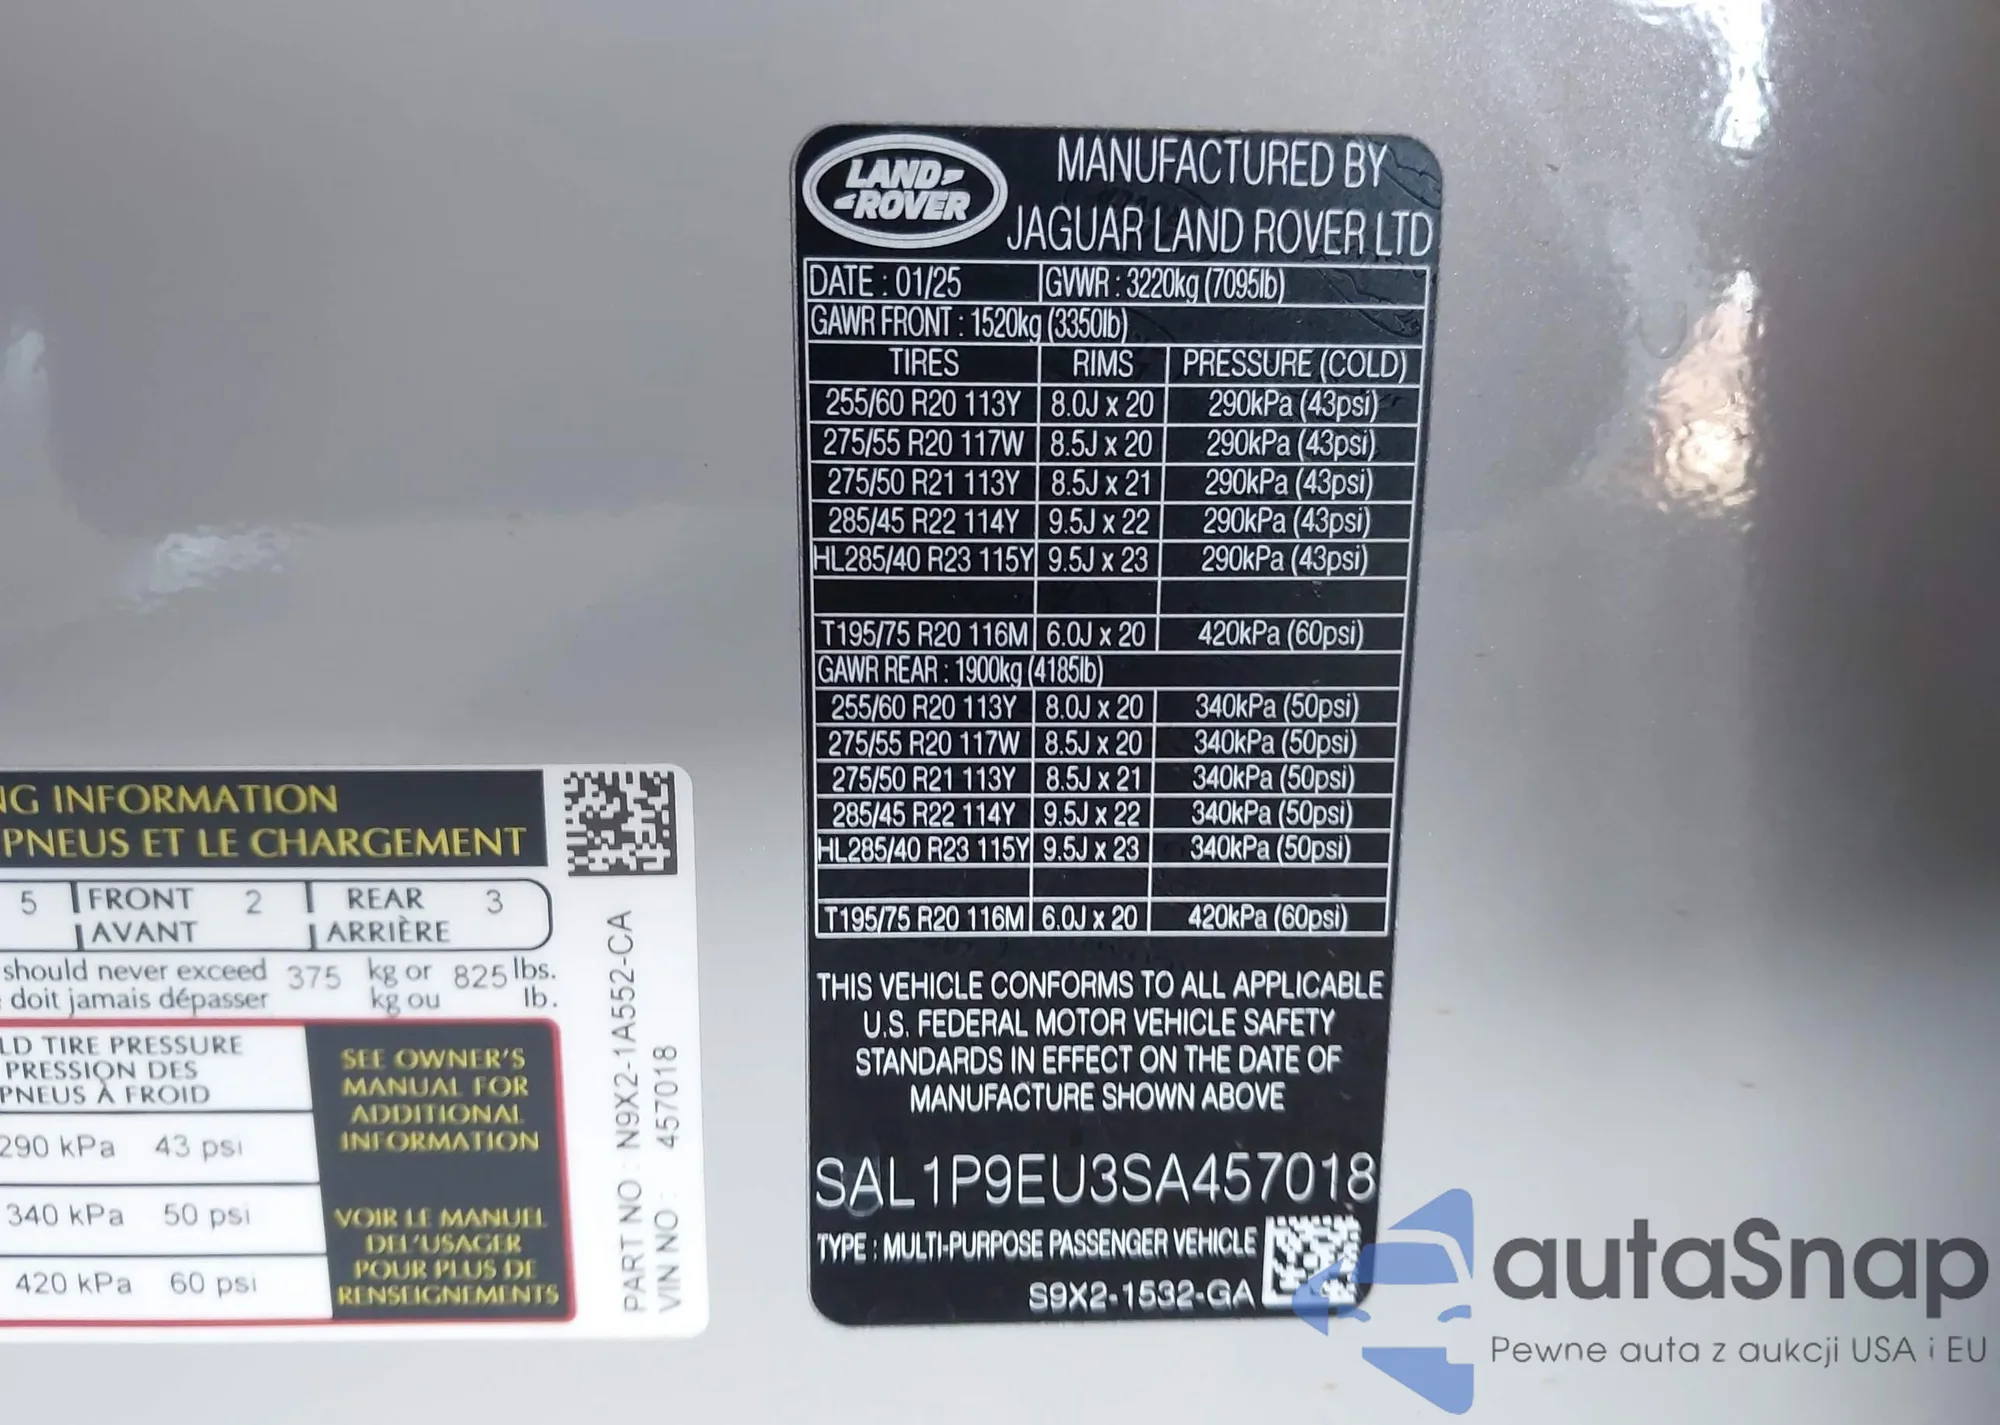 LAND ROVER
MANUFACTURED BY
JAGUAR LAND ROVER LTD
DATE : 01/25 GVWR : 3220kg (7095lb)
GAWR FRONT : 1520kg (3350lb)
TIRES RIMS PRESSURE (COLD)
255/60 R20 113Y 8.0J x 20 290kPa (43psi)
275/55 R20 117W 8.5J x 20 290kPa (43psi)
275/50 R21 113Y 8.5J x 21 290kPa (43psi)
285/45 R22 114Y 9.5J x 22 290kPa (43psi)
HL285/40 R23 115Y 9.5J x 23 290kPa (43psi)
T195/75 R20 116M 6.0J x 20 420kPa (60psi)
GAWR REAR : 1900kg (4185lb)
255/60 R20 113Y 8.0J x 20 340kPa (50psi)
275/55 R20 117W 8.5J x 20 340kPa (50psi)
275/50 R21 113Y 8.5J x 21 340kPa (50psi)
285/45 R22 114Y 9.5J x 22 340kPa (50psi)
HL285/40 R23 115Y 9.5J x 23 340kPa (50psi)
T195/75 R20 116M 6.0J x 20 420kPa (60psi)
THIS VEHICLE CONFORMS TO ALL APPLICABLE
U.S. FEDERAL MOTOR VEHICLE SAFETY
STANDARDS IN EFFECT ON THE DATE OF
MANUFACTURE SHOWN ABOVE
SAL1P9EU3SA457018
TYPE : MULTI-PURPOSE PASSENGER VEHICLE
S9X2-1532-GA
NG INFORMATION
PNEUS ET LE CHARGEMENT
5 FRONT 2 REAR 3
AVANT ARRIÈRE
should never exceed 375 kg or 825 lbs.
doit jamais dépasser kg ou lb.
LD TIRE PRESSURE
PRESSION DES
PNEUS À FROID
290 kPa 43 psi
340 kPa 50 psi
420 kPa 60 psi
SEE OWNER'S
MANUAL FOR
ADDITIONAL
INFORMATION
VOIR LE MANUEL
DEL'USAGER
POUR PLUS DE
RENSEIGNEMENTS
PART NO : N9X2-1A552-CA
VIN NO : 457018
autaSnap
Pewne auta z aukcji USA i EU